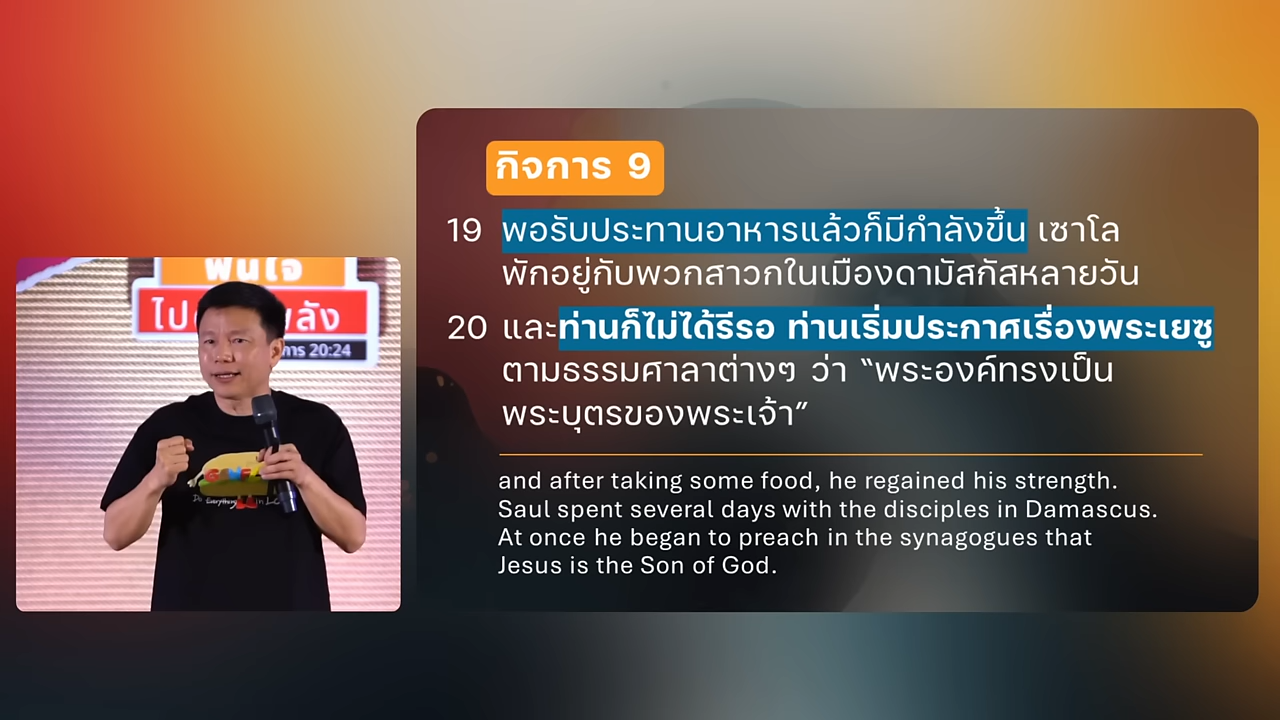 กิจการ 9
19 พอรับประทานอาหารแล้วก็มีกำลังขึ้น เซาโล
พักอยู่กับพวกสาวกในเมืองดามัสกัสหลายวัน
20 และท่านก็ไม่ได้รีรอ ท่านเริ่มประกาศเรื่องพระเยซู
ตามธรรมศาลาต่างๆ ว่า “พระองค์ทรงเป็น
พระบุตรของพระเจ้า”
and after taking some food, he regained his strength.
Saul spent several days with the disciples in Damascus.
At once he began to preach in the synagogues that
Jesus is the Son of God.
20:24
Do Everything in